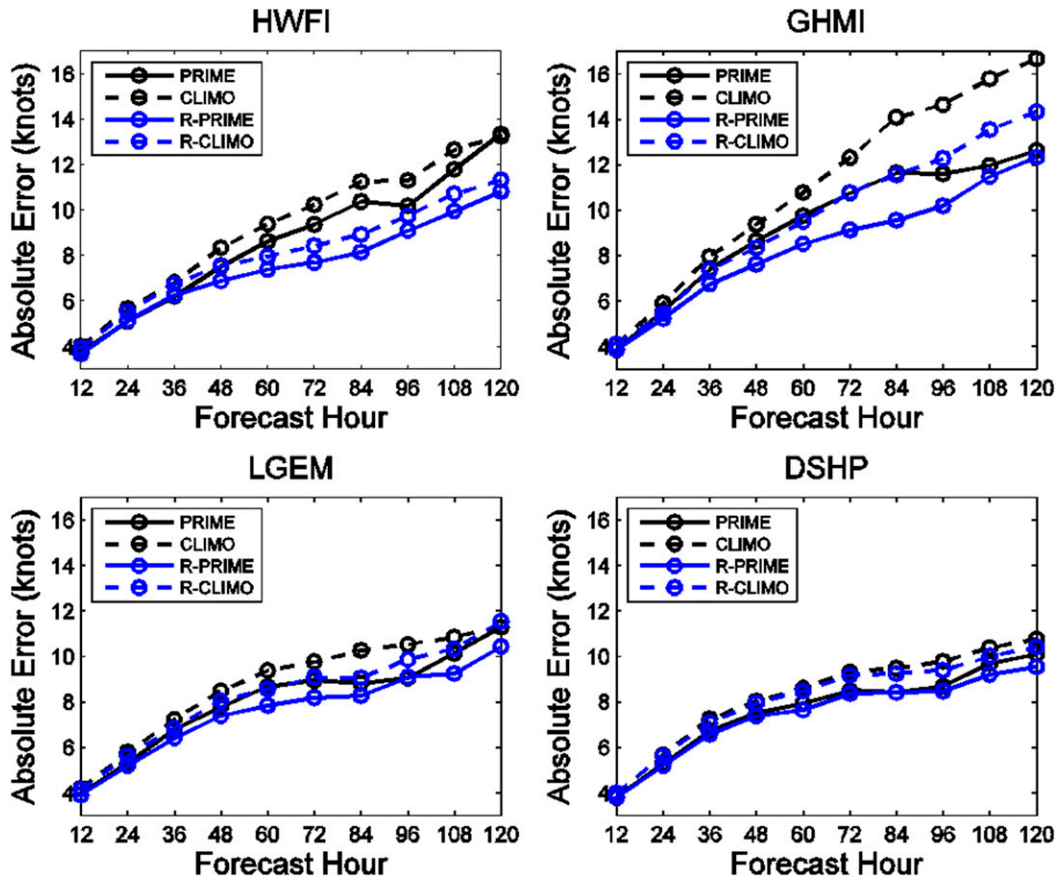 HWFI
Absolute Error (knots)
16
14
12
10
8
6
4
PRIME
CLIMO
R-PRIME
R-CLIMO
12 24 36 48 60 72 84 96 108 120
Forecast Hour
GHMI
Absolute Error (knots)
16
14
12
10
8
6
4
PRIME
CLIMO
R-PRIME
R-CLIMO
12 24 36 48 60 72 84 96 108 120
Forecast Hour
LGEM
Absolute Error (knots)
16
14
12
10
8
6
4
PRIME
CLIMO
R-PRIME
R-CLIMO
12 24 36 48 60 72 84 96 108 120
Forecast Hour
DSHP
Absolute Error (knots)
16
14
12
10
8
6
4
PRIME
CLIMO
R-PRIME
R-CLIMO
12 24 36 48 60 72 84 96 108 120
Forecast Hour